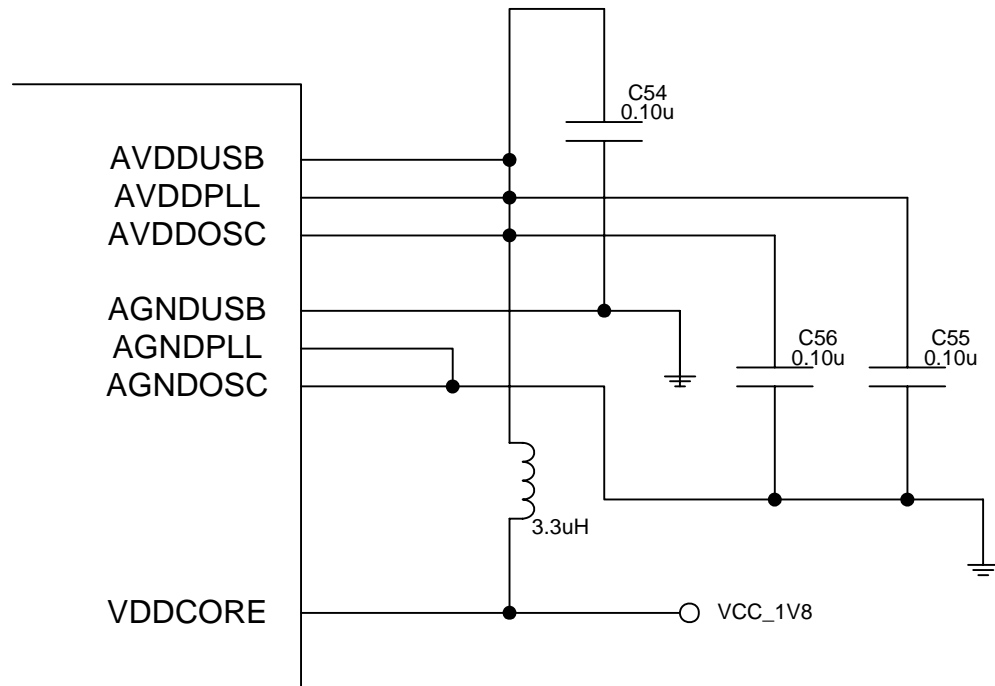 C54
0.10u
AVDDUSB
AVDDPLL
AVDDOSC
AGNDUSB
AGNDPLL
AGNDOSC
C56
0.10u
C55
0.10u
3.3uH
VDDCORE
VCC_1V8